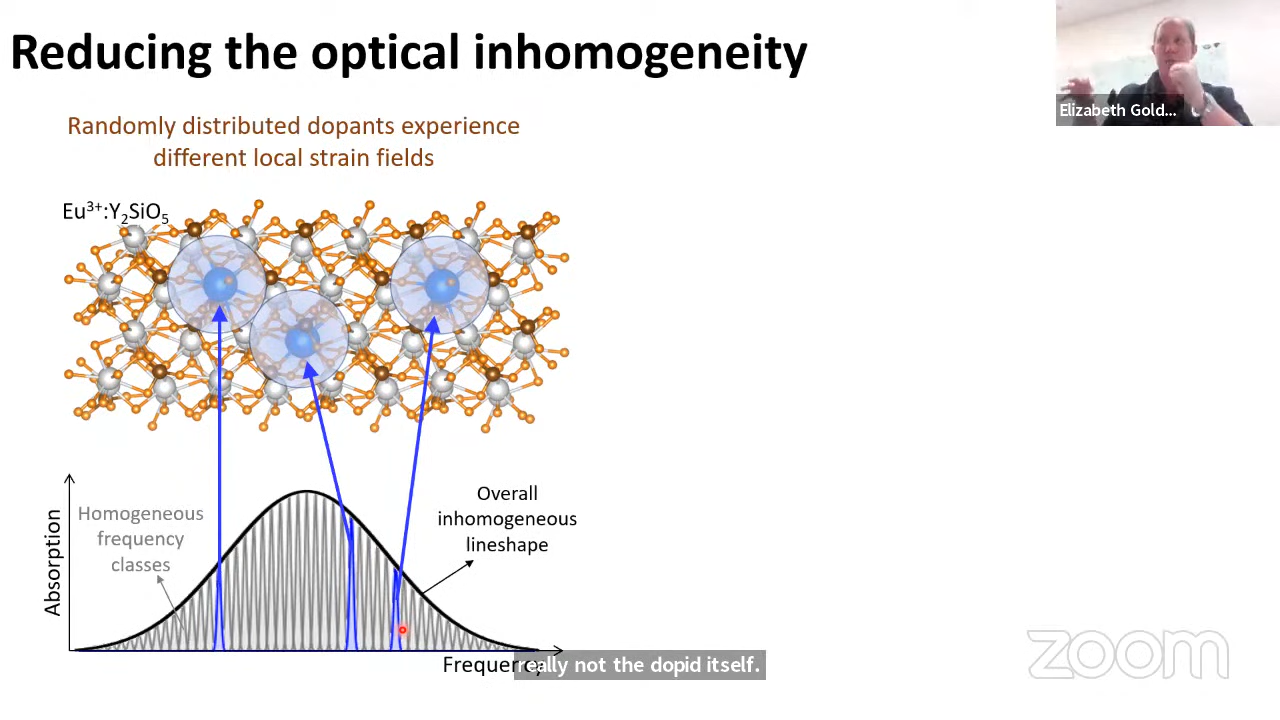 Reducing the optical inhomogeneity
Elizabeth Gold...
Randomly distributed dopants experience
different local strain fields
Eu³⁺:Y₂SiO₅
Homogeneous
frequency
classes
Overall
inhomogeneous
lineshape
Absorption
Frequency
really not the dopid itself.
zoom